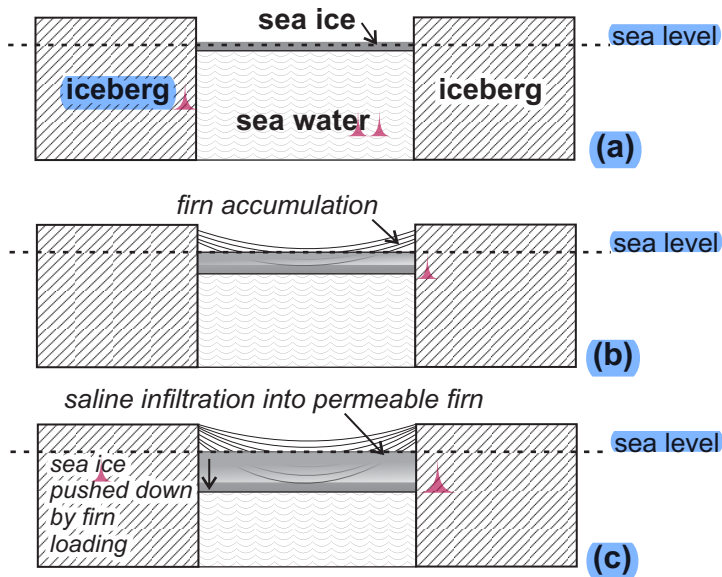 sea ice
sea level
iceberg
iceberg
sea water
(a)
firn accumulation
sea level
(b)
saline infiltration into permeable firn
sea level
sea ice
pushed down
by firn
loading
(c)